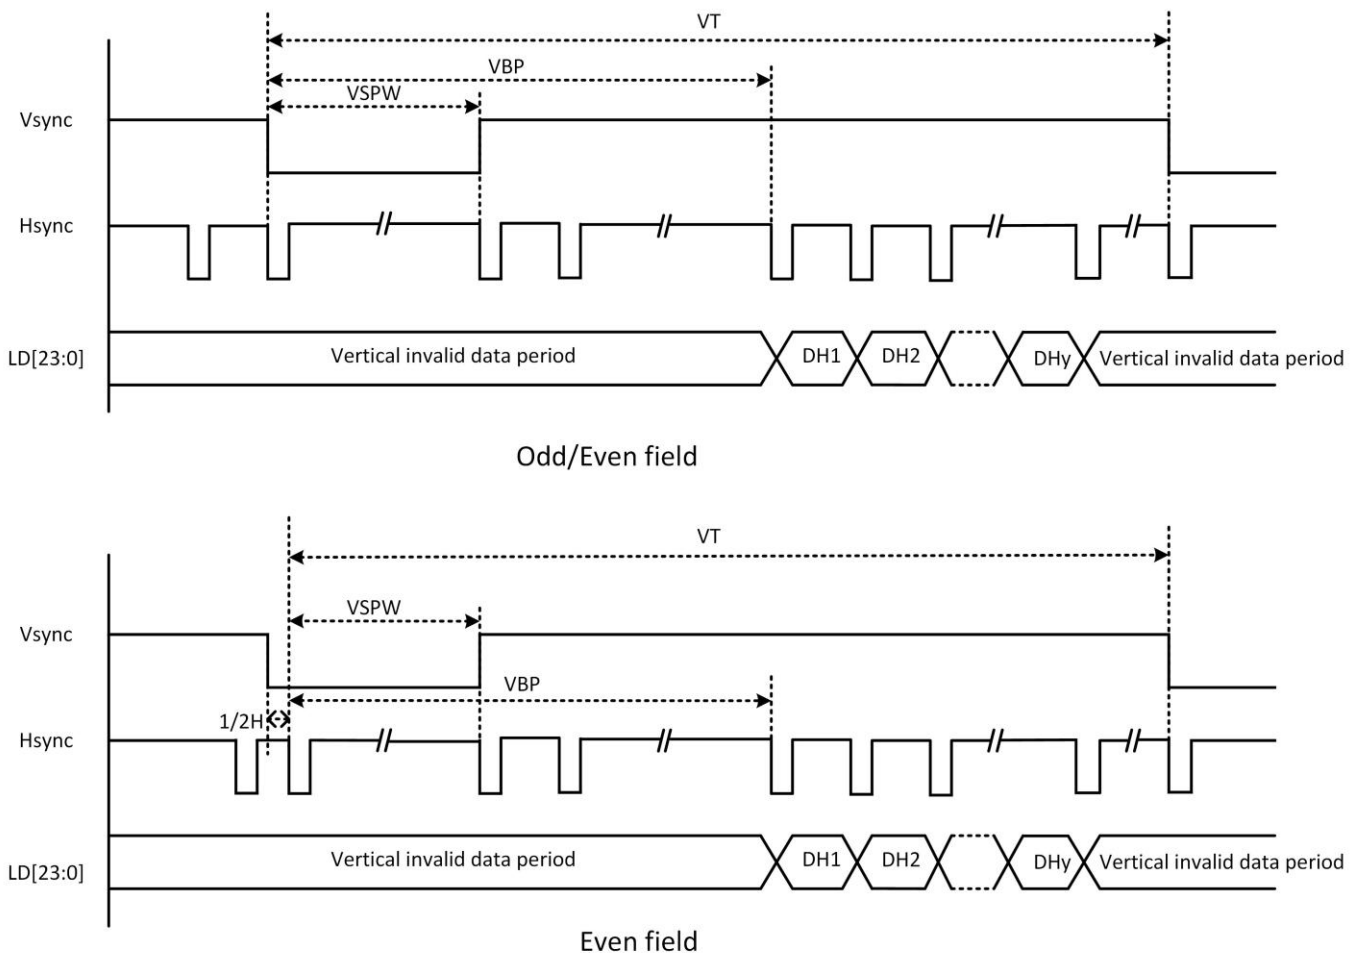 VT
VBP
VSPW
Vsync
Hsync
LD[23:0]
Vertical invalid data period
DH1
DH2
DHy
Vertical invalid data period
Odd/Even field
VT
VSPW
Vsync
VBP
1/2H
Hsync
LD[23:0]
Vertical invalid data period
DH1
DH2
DHy
Vertical invalid data period
Even field